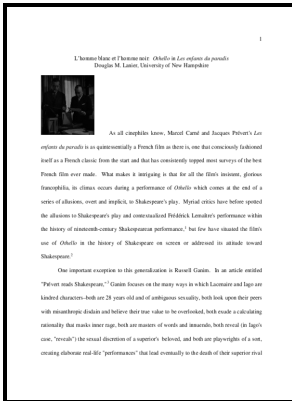 1
L'homme blanc et l'homme noir: Othello in Les enfants du paradis
Douglas M. Lanier, University of New Hampshire
As all cinephiles know, Marcel Carné and Jacques Prévert's Les
enfants du paradis is as quintessentially a French film as there is, one that consciously fashioned
itself as a French classic from the start and that has consistently topped most surveys of the best
French film ever made. What makes it intriguing is that for all the film's insistent, glorious
francophilia, its climax occurs during a performance of Othello which comes at the end of a
series of allusions, overt and implicit, to Shakespeare's play. Myriad critics have before spotted
the allusions to Shakespeare's play and contextualized Frédérick Lemaître's performance within
the history of nineteenth-century Shakespearean performance,1 but few have situated the film's
use of Othello in the history of Shakespeare on screen or addressed its attitude toward
Shakespeare.2
One important exception to this generalization is Russell Ganim. In an article entitled
"Prévert reads Shakespeare,"3 Ganim focuses on the many ways in which Lacenaire and Iago are
kindred characters--both are 28 years old and of ambiguous sexuality, both look upon their peers
with misanthropic disdain and believe their true value to be overlooked, both exude a calculating
rationality that masks inner rage, both are masters of words and innuendo, both reveal (in Iago's
case, "reveals") the sexual discretion of a superior's beloved, and both are playwrights of a sort,
creating elaborate real-life "performances" that lead eventually to the death of their superior rival